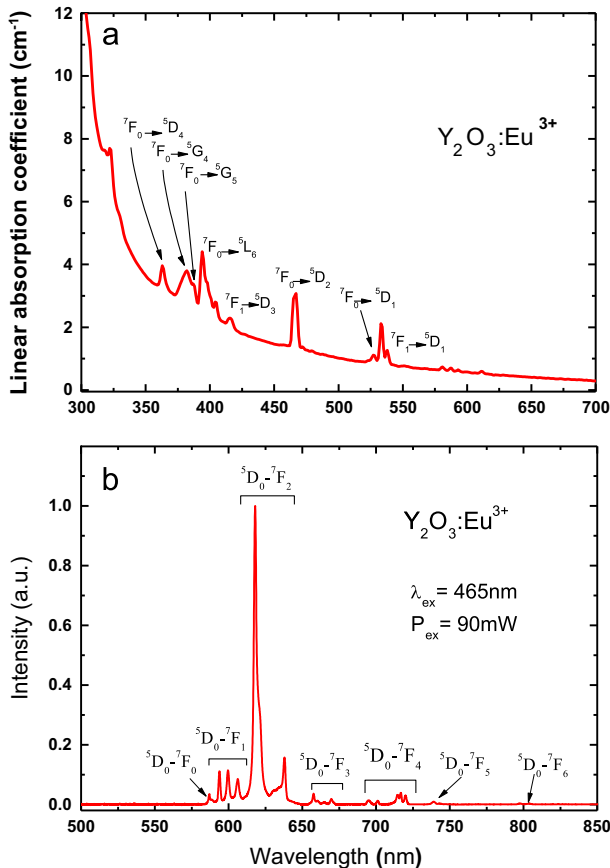 a
Y₂O₃:Eu³⁺
⁷F₀→⁵D₄
⁷F₀→⁵G₄
⁷F₀→⁵G₅
⁷F₀→⁵L₆
⁷F₁→⁵D₃
⁷F₀→⁵D₂
⁷F₀→⁵D₁
⁷F₁→⁵D₁
Linear absorption coefficient (cm⁻¹)
12
10
8
6
4
2
0
300 350 400 450 500 550 600 650 700
b
⁵D₀-⁷F₂
Y₂O₃:Eu³⁺
λₑₓ= 465nm
Pₑₓ= 90mW
⁵D₀-⁷F₀
⁵D₀-⁷F₁
⁵D₀-⁷F₃
⁵D₀-⁷F₄
⁵D₀-⁷F₅
⁵D₀-⁷F₆
Intensity (a.u.)
1.0
0.8
0.6
0.4
0.2
0.0
500 550 600 650 700 750 800 850
Wavelength (nm)